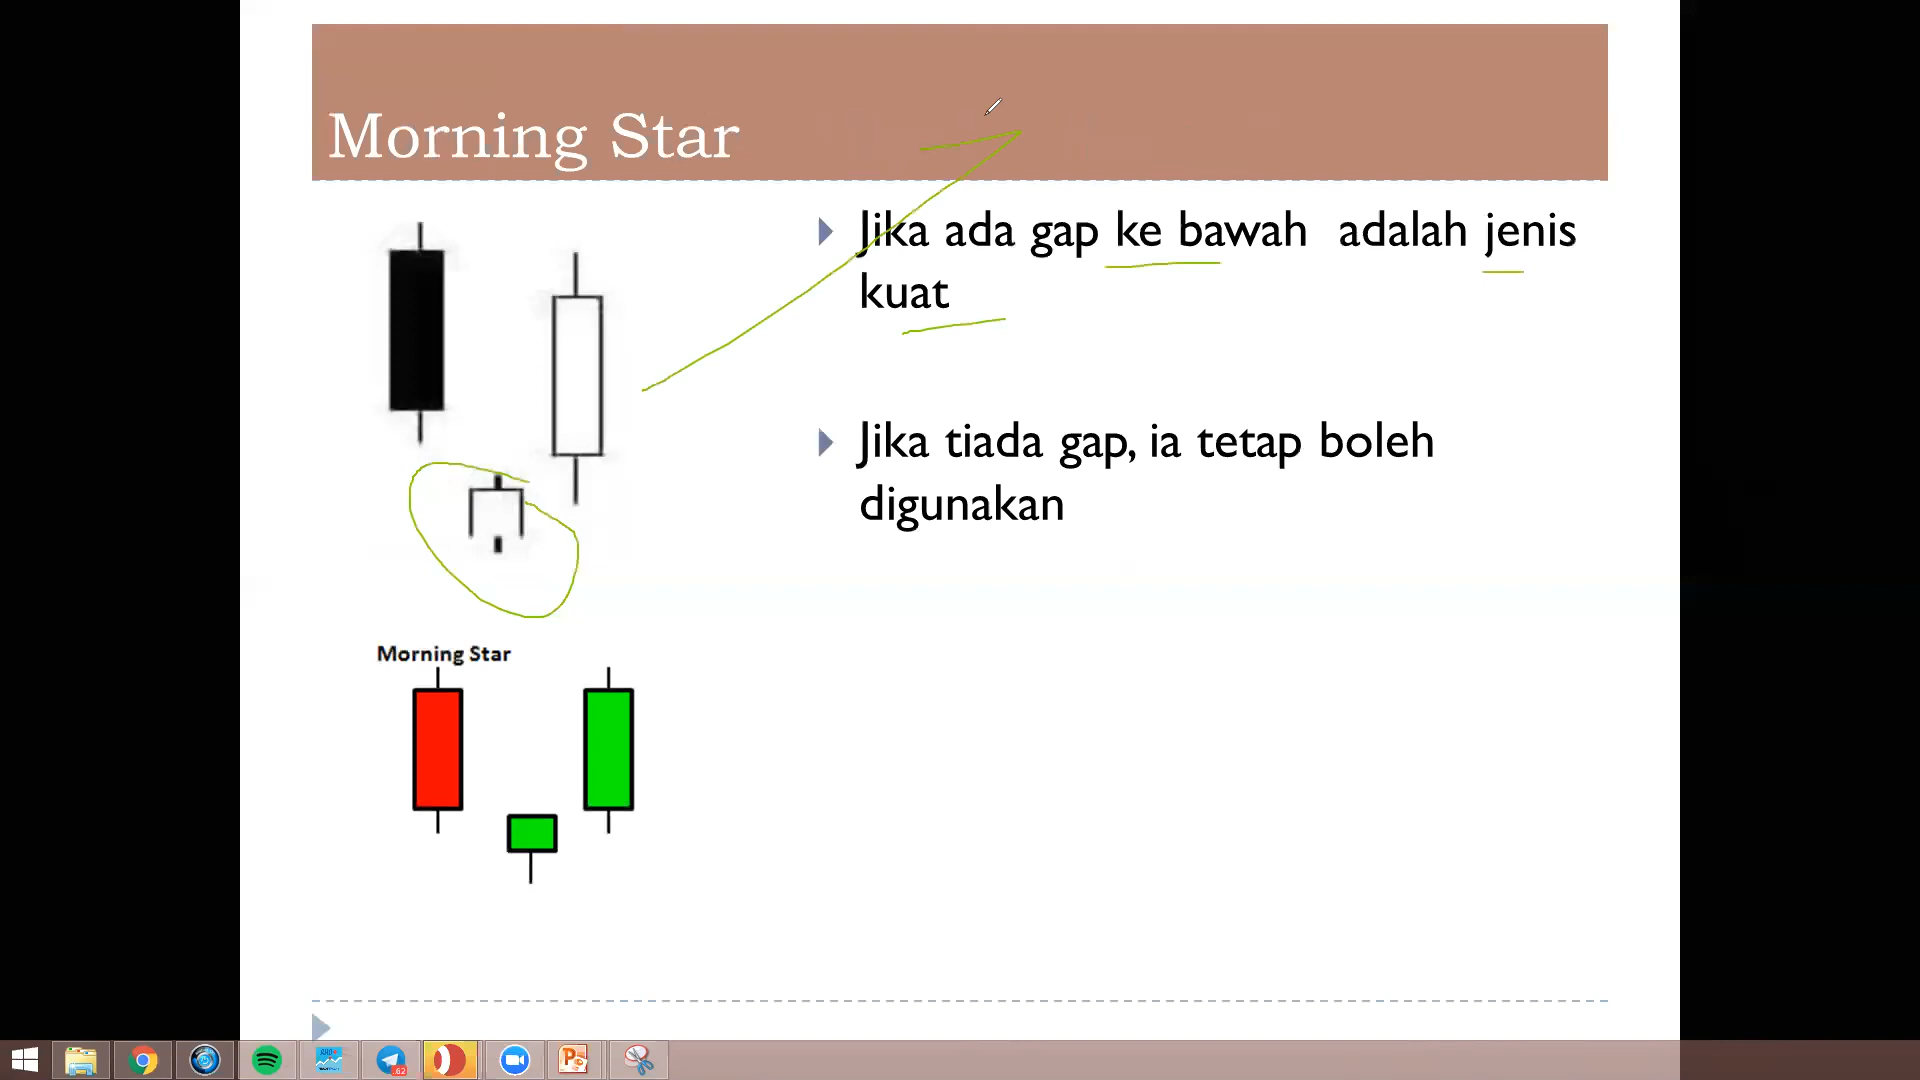 Morning Star
Jika ada gap ke bawah adalah jenis
kuat
Jika tiada gap, ia tetap boleh
digunakan
Morning Star
62